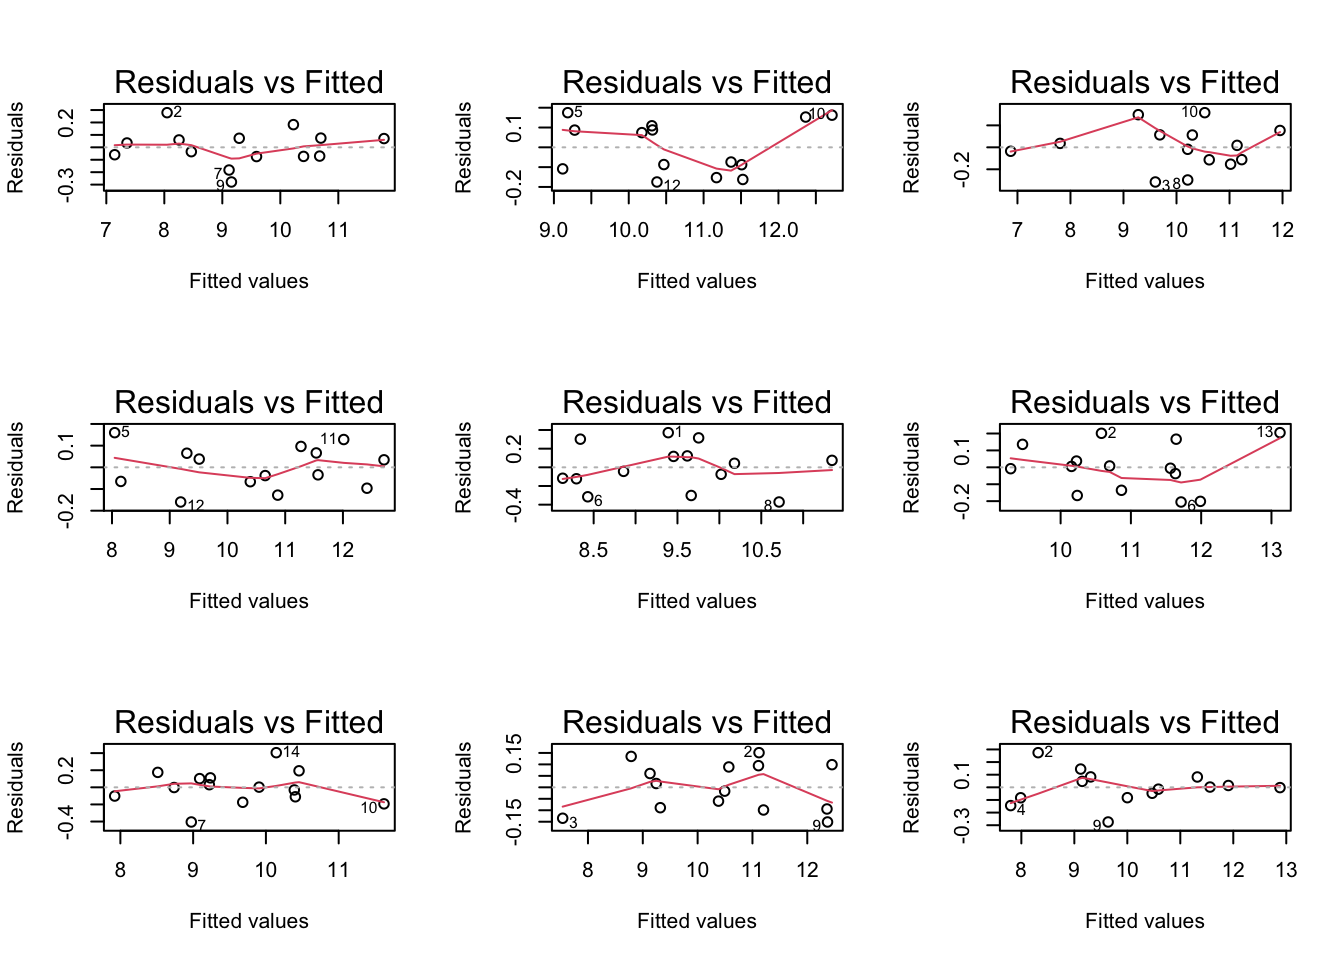 Residuals vs Fitted
Residuals
0.2
-0.3
2
7
9
7 8 9 10 11
Fitted values
Residuals vs Fitted
Residuals
0.1
-0.2
5
10
12
9.0 10.0 11.0 12.0
Fitted values
Residuals vs Fitted
Residuals
-0.2
10
3 8
7 8 9 10 11 12
Fitted values
Residuals vs Fitted
Residuals
0.1
-0.2
5
11
12
8 9 10 11 12
Fitted values
Residuals vs Fitted
Residuals
0.2
-0.4
1
6
8
8.5 9.5 10.5
Fitted values
Residuals vs Fitted
Residuals
0.1
-0.2
2
13
6
10 11 12 13
Fitted values
Residuals vs Fitted
Residuals
0.2
-0.4
14
10
7
8 9 10 11
Fitted values
Residuals vs Fitted
Residuals
0.15
-0.15
2
3
9
8 9 10 11 12
Fitted values
Residuals vs Fitted
Residuals
0.1
-0.3
2
4
9
8 9 10 11 12 13
Fitted values